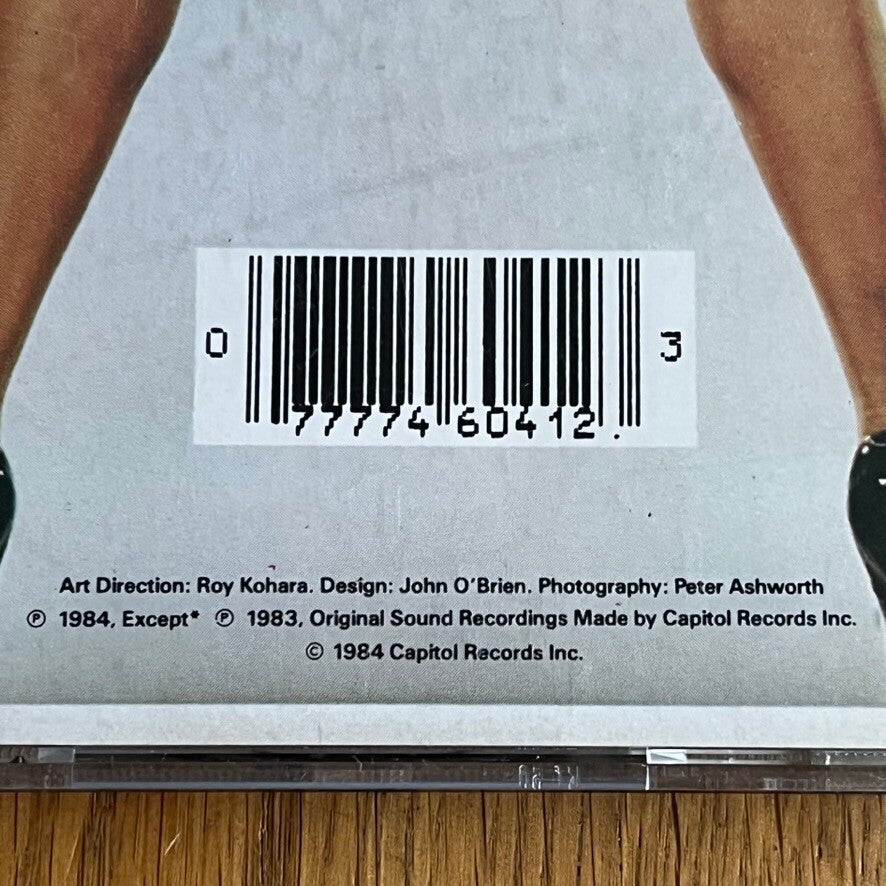 0 3
77774 60412.
Art Direction: Roy Kohara. Design: John O'Brien. Photography: Peter Ashworth
℗ 1984, Except* ℗ 1983, Original Sound Recordings Made by Capitol Records Inc.
© 1984 Capitol Records Inc.